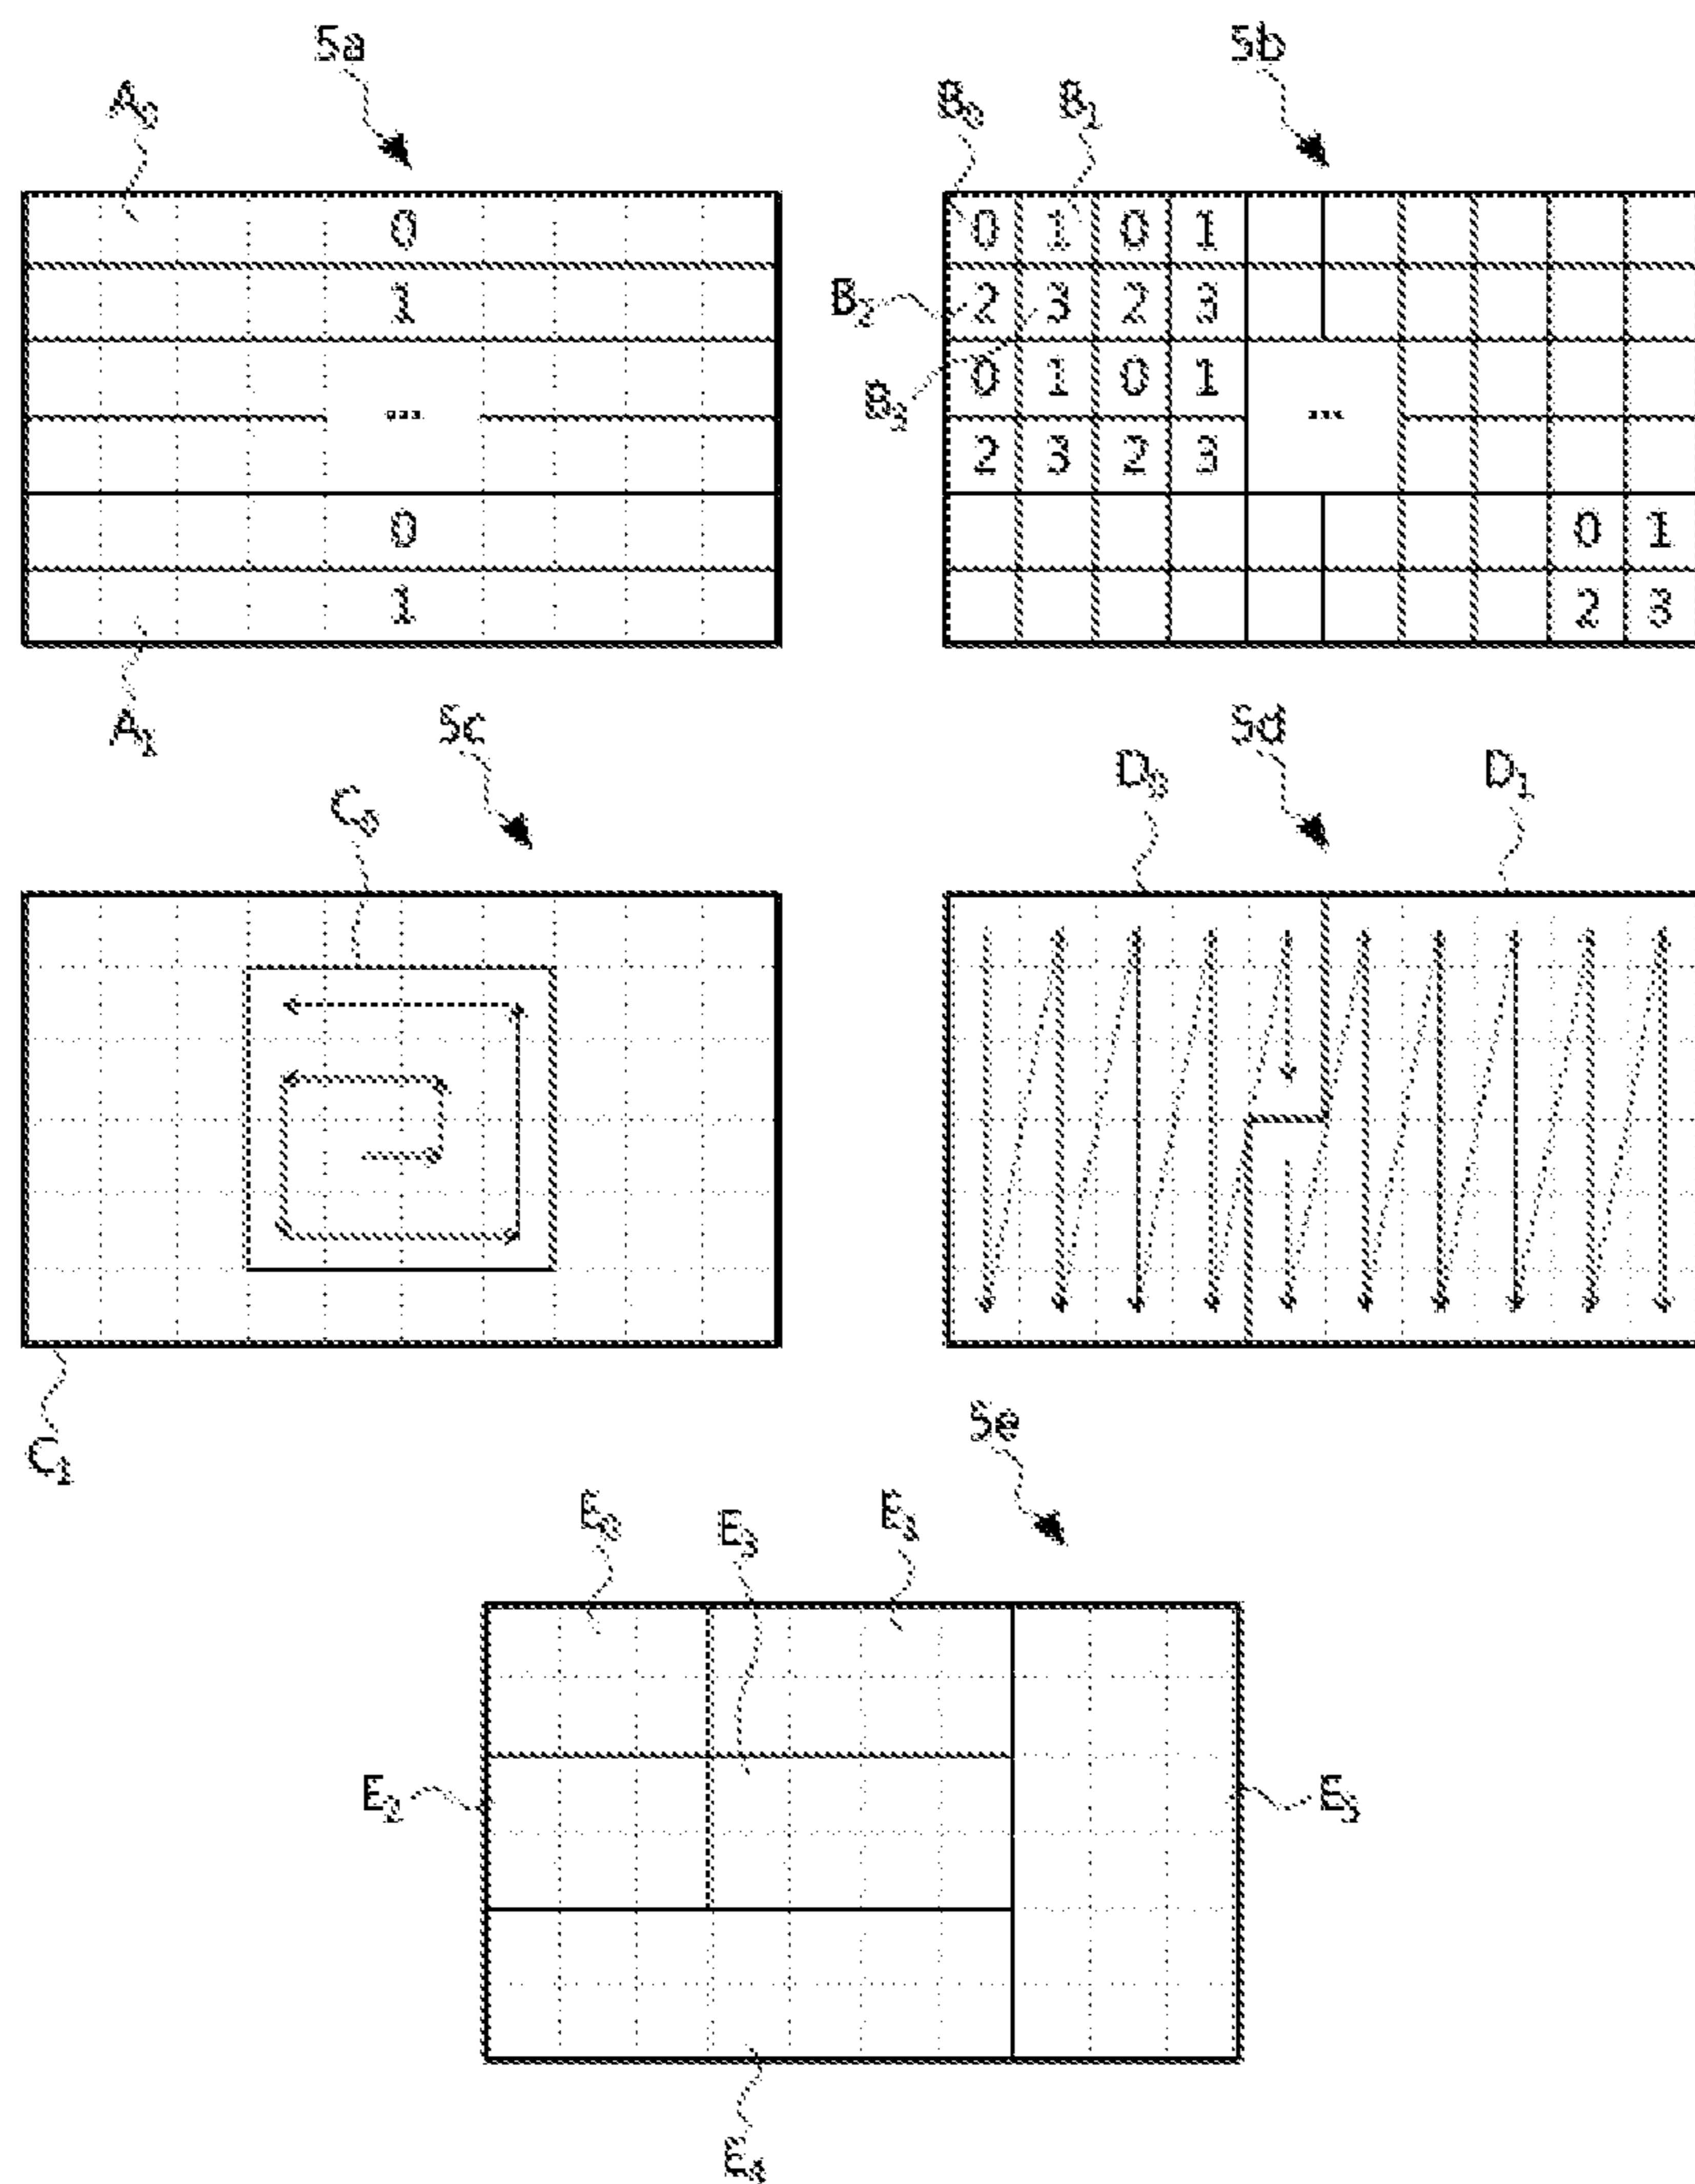 5a
5b
A₀
B₀ B₁
0
1
...
0
1
0 1 0 1
B₂ 2 3 2 3
0 1 0 1
B₃
...
2 3 2 3
0 1
2 3
A₁
5c
5d
D₀ D₁
C₀
C₁
5e
E₀
E₁
E₂
E₄